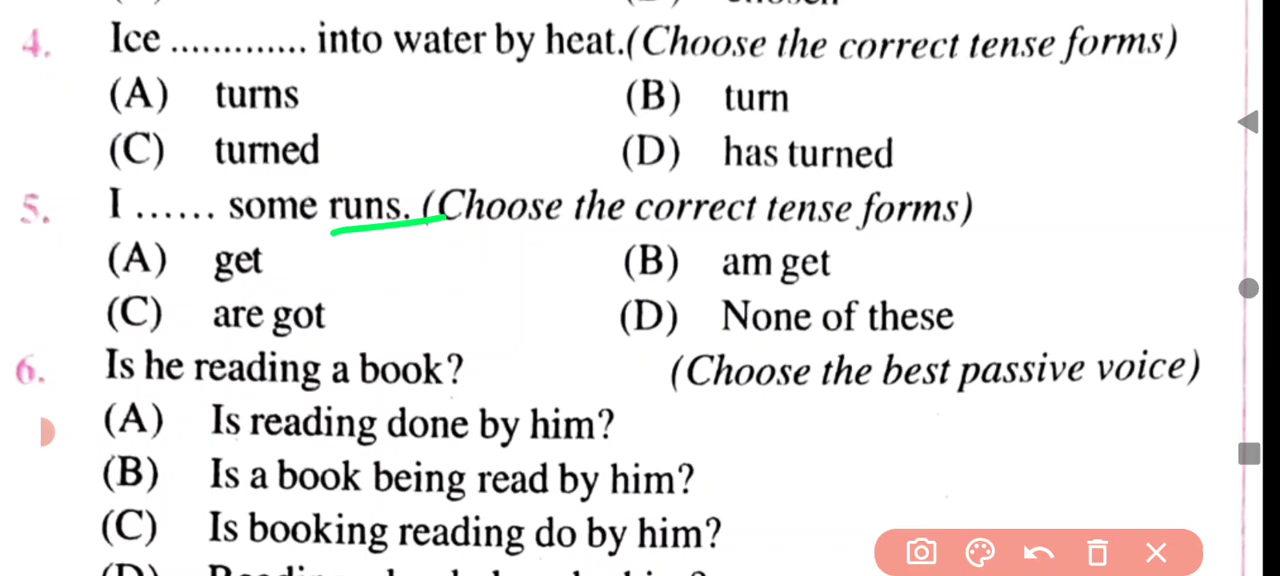 4. Ice ............. into water by heat.(Choose the correct tense forms)
(A) turns (B) turn
(C) turned (D) has turned
5. I ...... some runs. (Choose the correct tense forms)
(A) get (B) am get
(C) are got (D) None of these
6. Is he reading a book? (Choose the best passive voice)
(A) Is reading done by him?
(B) Is a book being read by him?
(C) Is booking reading do by him?